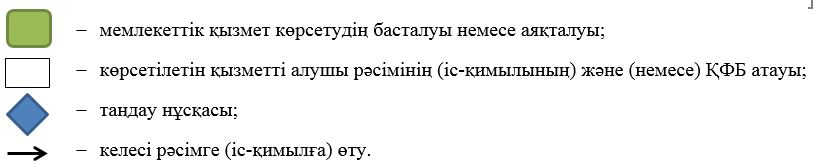 – мемлекеттік қызмет көрсетудің басталуы немесе аяқталуы;
– көрсетілетін қызметті алушы рәсімінің (іс-қимылынын) және (немесе) ҚФБ атауы;
– таңдау нұсқасы;
– келесі рәсімге (іс-қимылға) өту.